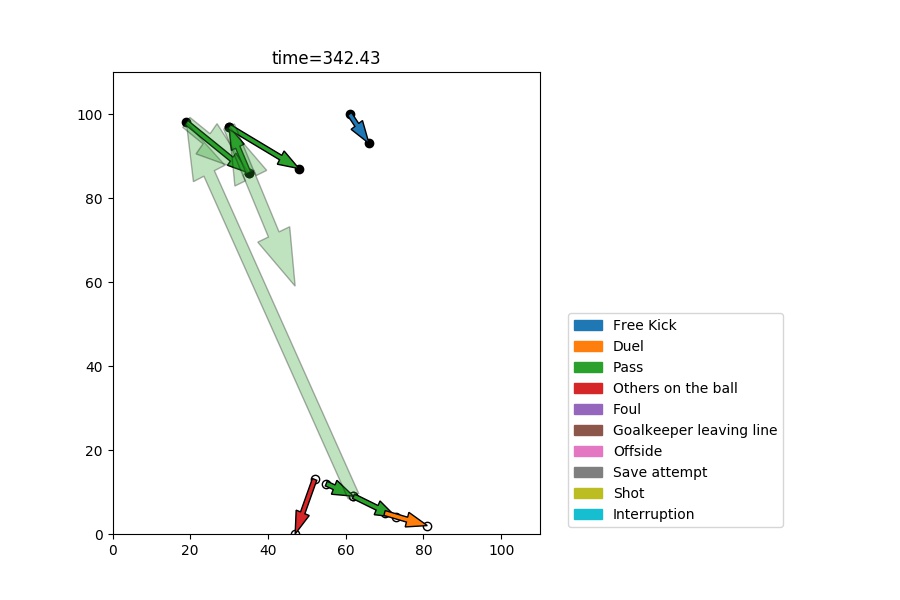 time=342.43
100
80
60
40
20
0
0 20 40 60 80 100
Free Kick
Duel
Pass
Others on the ball
Foul
Goalkeeper leaving line
Offside
Save attempt
Shot
Interruption